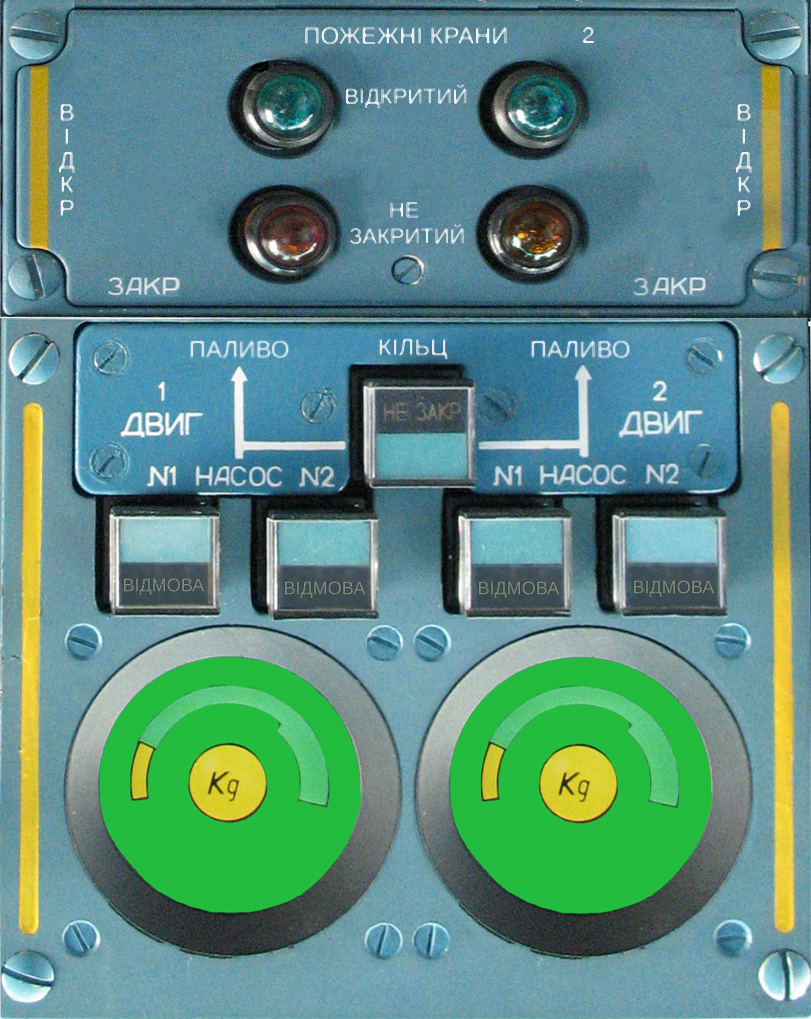 ПОЖЕЖНІ КРАНИ 2
ВІДКРИТИЙ
ВІДКР
ВІДКР
НЕ
ЗАКРИТИЙ
ЗАКР
ЗАКР
ПАЛИВО
КІЛЬЦ
ПАЛИВО
1
ДВИГ
НЕ ЗАКР
2
ДВИГ
N1 НАСОС N2
N1 НАСОС N2
ВІДМОВА
ВІДМОВА
ВІДМОВА
ВІДМОВА
Kg
Kg